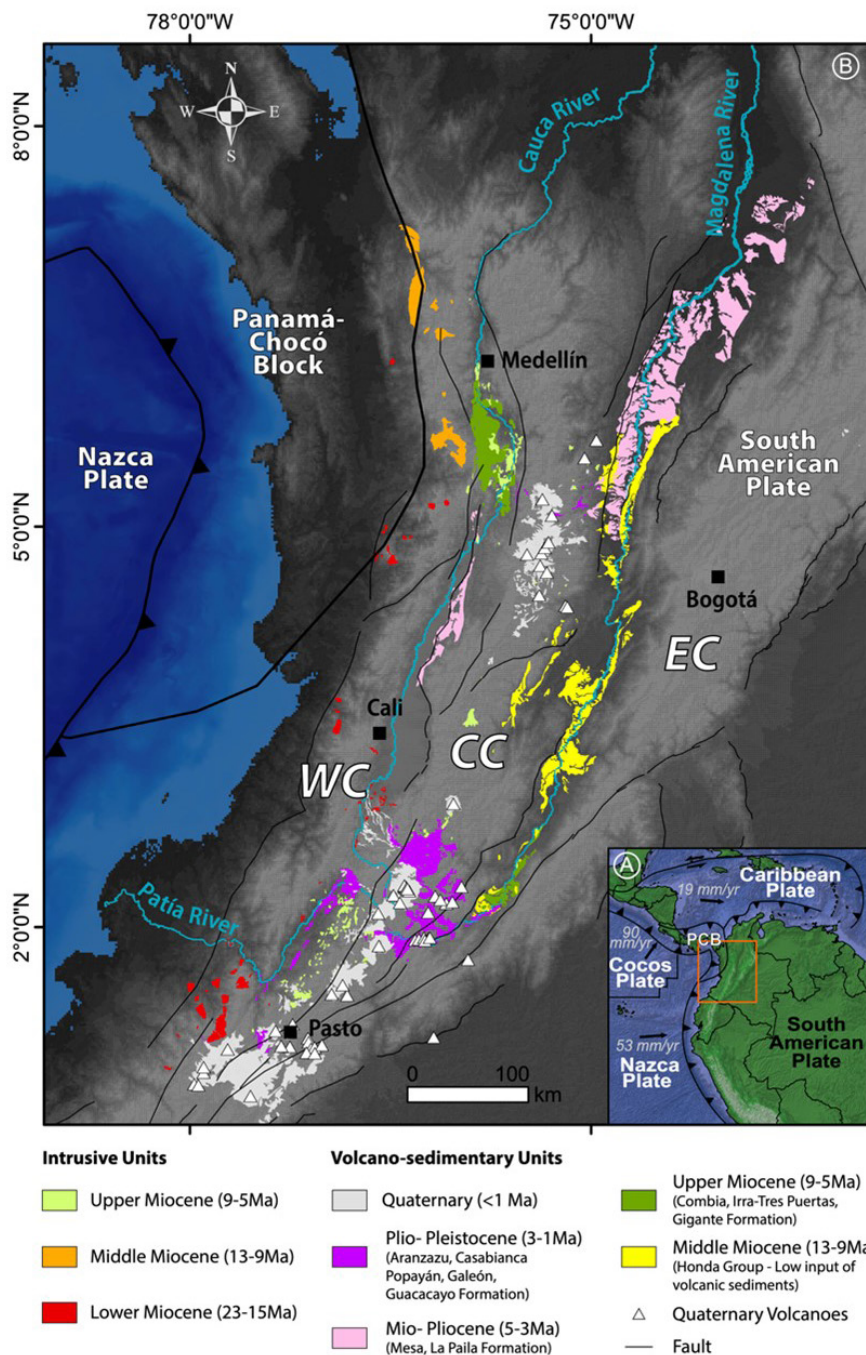 78°0'0"W
75°0'0"W
B
N
W
E
S
8°0'0"N
5°0'0"N
2°0'0"N
Cauca River
Magdalena River
Panamá-
Chocó
Block
Medellín
Nazca
Plate
South
American
Plate
Bogotá
EC
Cali
CC
WC
Patía River
Pasto
0
100
km
A
Caribbean
Plate
19 mm/yr
90
mm/yr
PCB
Cocos
Plate
53 mm/yr
Nazca
Plate
South
American
Plate
Intrusive Units
Upper Miocene (9-5Ma)
Middle Miocene (13-9Ma)
Lower Miocene (23-15Ma)
Volcano-sedimentary Units
Quaternary (<1 Ma)
Plio- Pleistocene (3-1Ma)
(Aranzazu, Casabianca
Popayán, Galeón,
Guacacayo Formation)
Mio- Pliocene (5-3Ma)
(Mesa, La Paila Formation)
Upper Miocene (9-5Ma)
(Combia, Irra-Tres Puertas,
Gigante Formation)
Middle Miocene (13-9Ma
(Honda Group - Low input of
volcanic sediments)
Quaternary Volcanoes
Fault